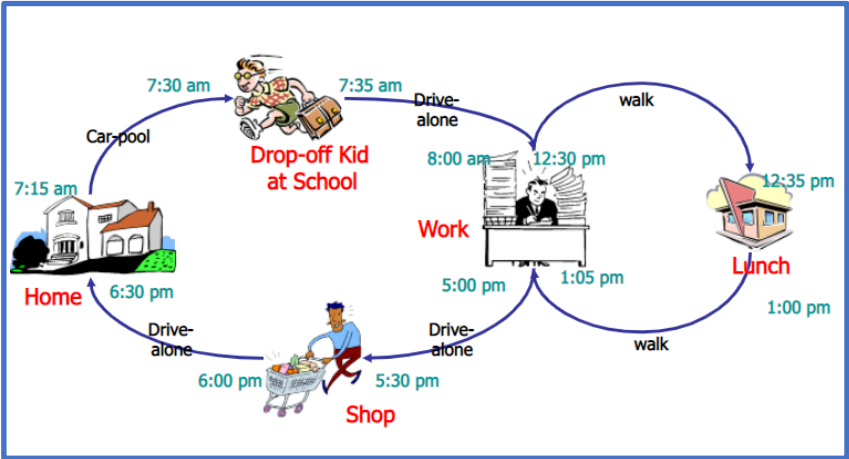 7:30 am
7:35 am
Drive-
alone
walk
Car-pool
Drop-off Kid
at School
8:00 am
12:30 pm
7:15 am
12:35 pm
Work
Lunch
Home
6:30 pm
5:00 pm
1:05 pm
1:00 pm
Drive-
alone
Drive-
alone
walk
6:00 pm
5:30 pm
Shop